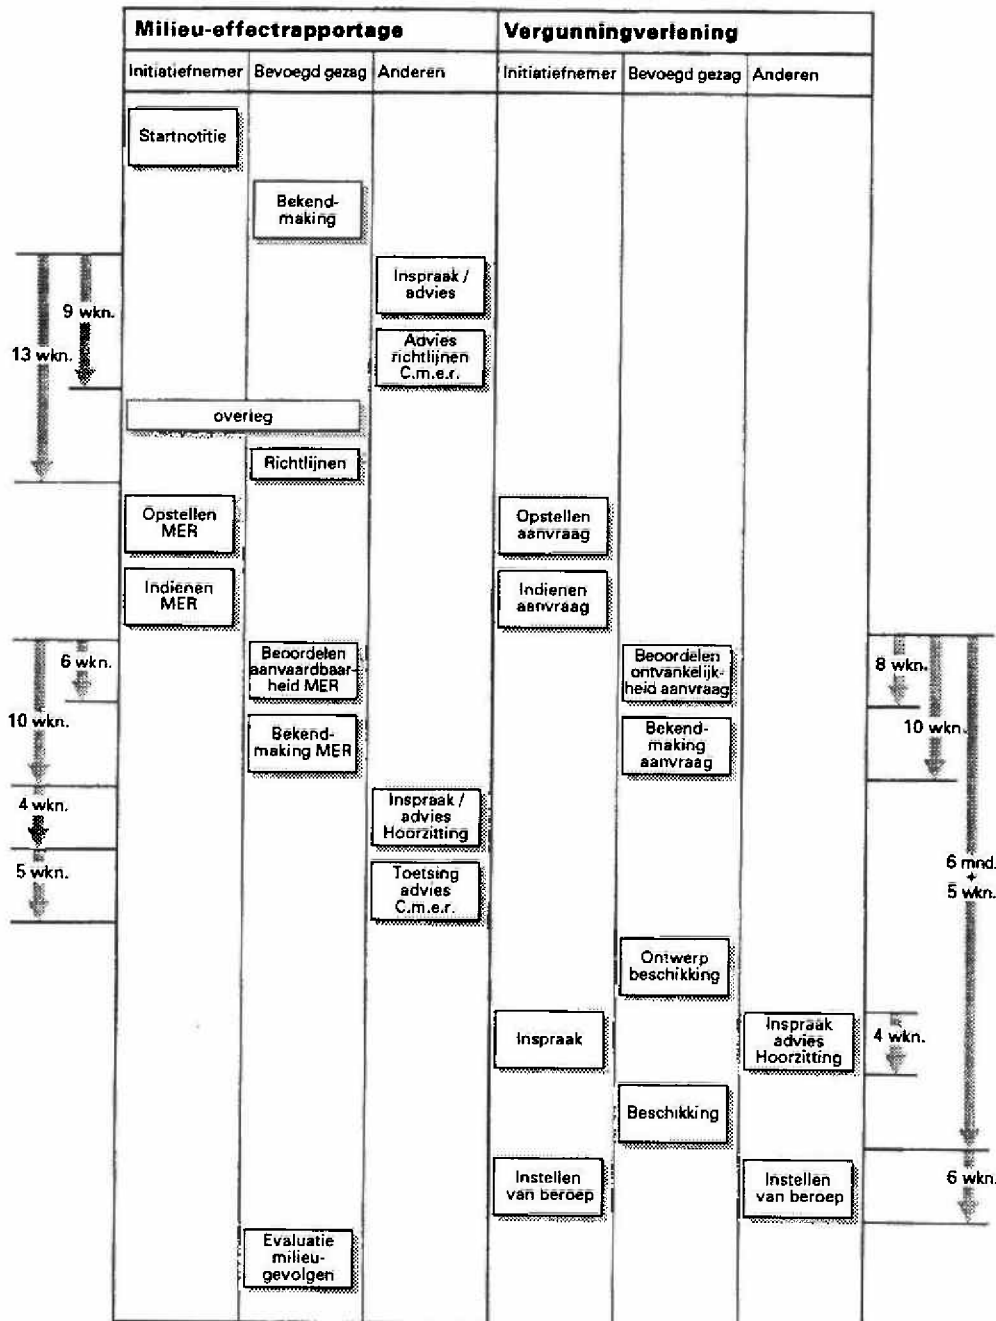 Milieu-effectrapportage
Vergunningverlening
Initiatiefnemer
Bevoegd gezag
Anderen
Initiatiefnemer
Bevoegd gezag
Anderen
Startnotitie
Bekend-
making
Inspraak /
advies
9 wkn.
13 wkn.
Advies
richtlijnen
C.m.e.r.
overleg
Richtlijnen
Opstellen
MER
Opstellen
aanvraag
Indienen
MER
Indienen
aanvraag
6 wkn.
10 wkn.
Beoordelen
aanvaardbaar-
heid MER
Beoordelen
ontvankelijk-
heid aanvraag
8 wkn.
10 wkn.
Bekend-
making MER
Bekend-
making
aanvraag
4 wkn.
Inspraak /
advies
Hoorzitting
5 wkn.
Toetsing
advies
C.m.e.r.
6 mnd.
+
5 wkn.
Ontwerp
beschikking
Inspraak
Inspraak
advies
Hoorzitting
4 wkn.
Beschikking
Instellen
van beroep
Instellen
van beroep
6 wkn.
Evaluatie
milieu-
gevolgen